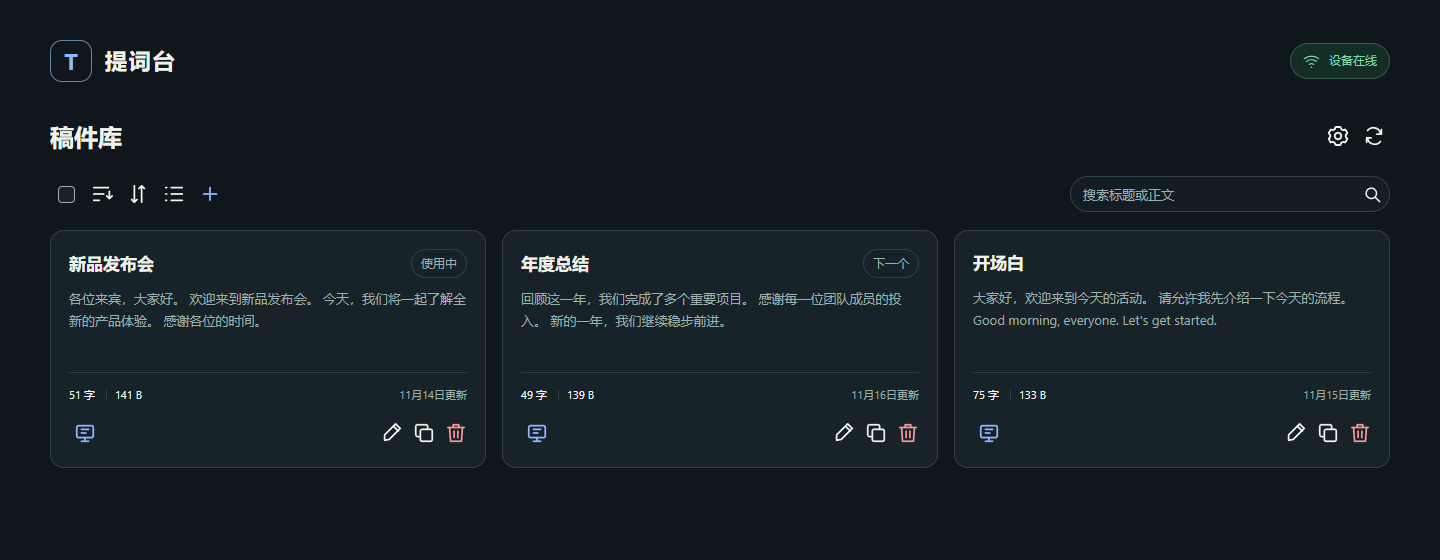 T 提词台
设备在线
稿件库
搜索标题或正文
新品发布会
使用中
各位来宾，大家好。 欢迎来到新品发布会。 今天，我们将一起了解全
新的产品体验。 感谢各位的时间。
51 字
141 B
11月14日更新
年度总结
下一个
回顾这一年，我们完成了多个重要项目。 感谢每一位团队成员的投
入。 新的一年，我们继续稳步前进。
49 字
139 B
11月16日更新
开场白
大家好，欢迎来到今天的活动。 请允许我先介绍一下今天的流程。
Good morning, everyone. Let's get started.
75 字
133 B
11月15日更新